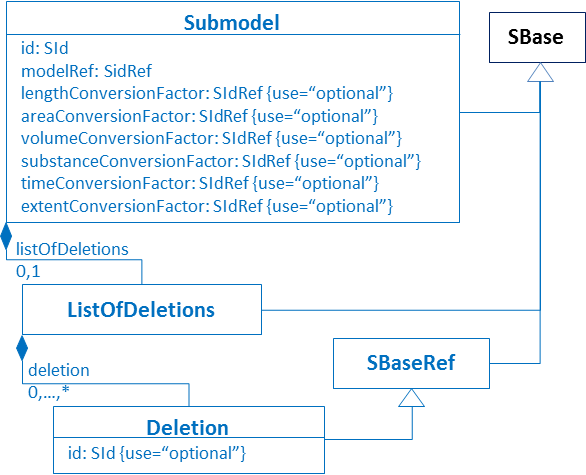 Submodel
SBase
id: SId
modelRef: SidRef
lengthConversionFactor: SIdRef {use=“optional”}
areaConversionFactor: SIdRef {use=“optional”}
volumeConversionFactor: SIdRef {use=“optional”}
substanceConversionFactor: SIdRef {use=“optional”}
timeConversionFactor: SIdRef {use=“optional”}
extentConversionFactor: SIdRef {use=“optional”}
listOfDeletions
0,1
ListOfDeletions
deletion
0,...,*
SBaseRef
Deletion
id: SId {use=“optional”}